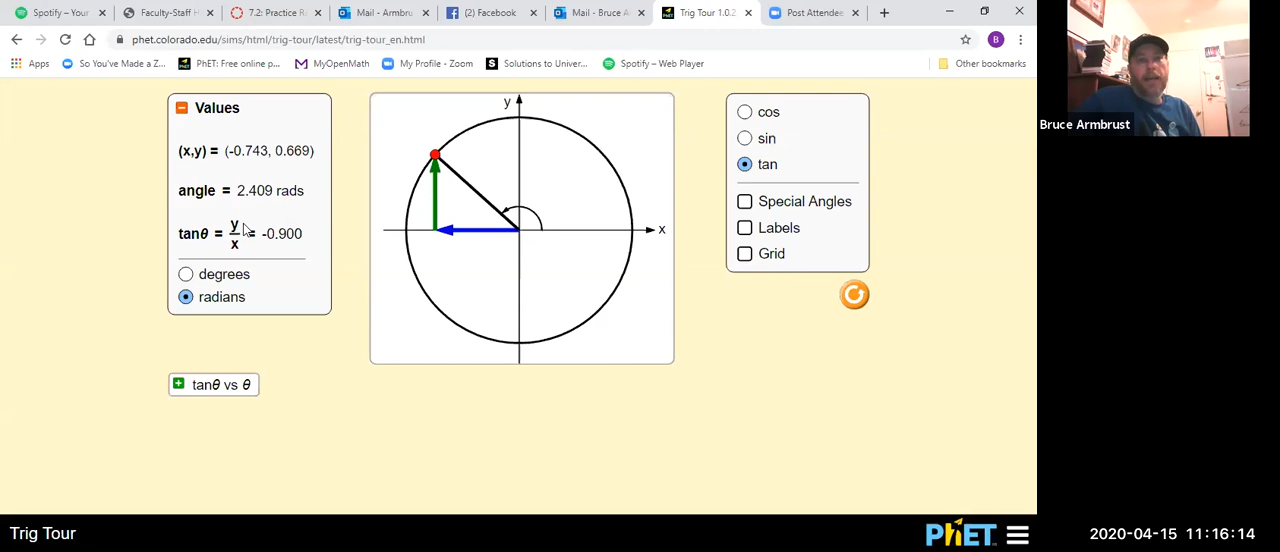 Spotify – Your
Faculty-Staff H
7.2: Practice R
Mail - Armbru
(2) Facebook
Mail - Bruce A
Trig Tour 1.0.2
Post Attendee
phet.colorado.edu/sims/html/trig-tour/latest/trig-tour_en.html
B
Apps
So You've Made a Z...
PhET: Free online p...
MyOpenMath
My Profile - Zoom
Solutions to Univer...
Spotify – Web Player
Other bookmarks
Bruce Armbrust
Values
(x,y) = (-0.743, 0.669)
angle = 2.409 rads
tanθ = y/x = -0.900
degrees
radians
y
x
cos
sin
tan
Special Angles
Labels
Grid
tanθ vs θ
Trig Tour
PhET
2020-04-15 11:16:14